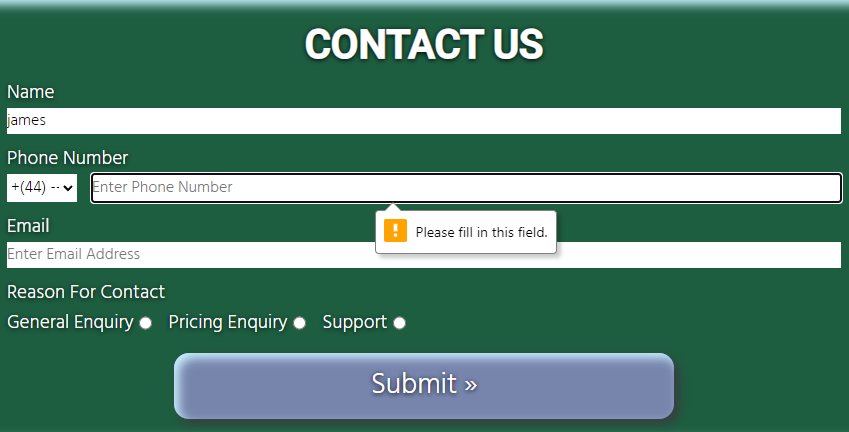 CONTACT US
Name
james
Phone Number
+(44) --
Enter Phone Number
! Please fill in this field.
Email
Enter Email Address
Reason For Contact
General Enquiry Pricing Enquiry Support
Submit »